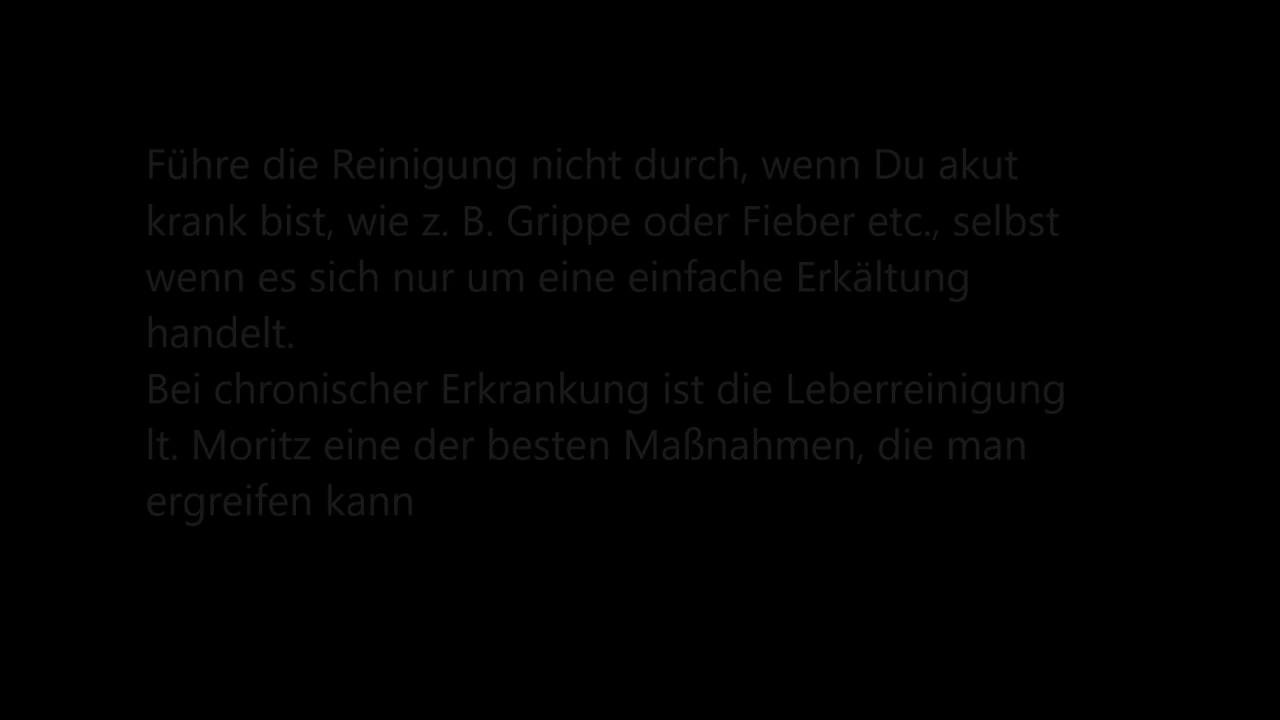 Führe die Reinigung nicht durch, wenn Du akut
krank bist, wie z. B. Grippe oder Fieber etc., selbst
wenn es sich nur um eine einfache Erkältung
handelt.
Bei chronischer Erkrankung ist die Leberreinigung
lt. Moritz eine der besten Maßnahmen, die man
ergreifen kann